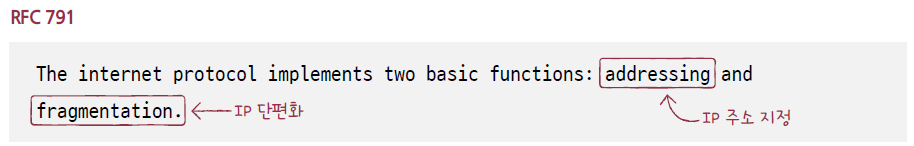 RFC 791
The internet protocol implements two basic functions: addressing and
fragmentation. IP 단편화
IP 주소 지정